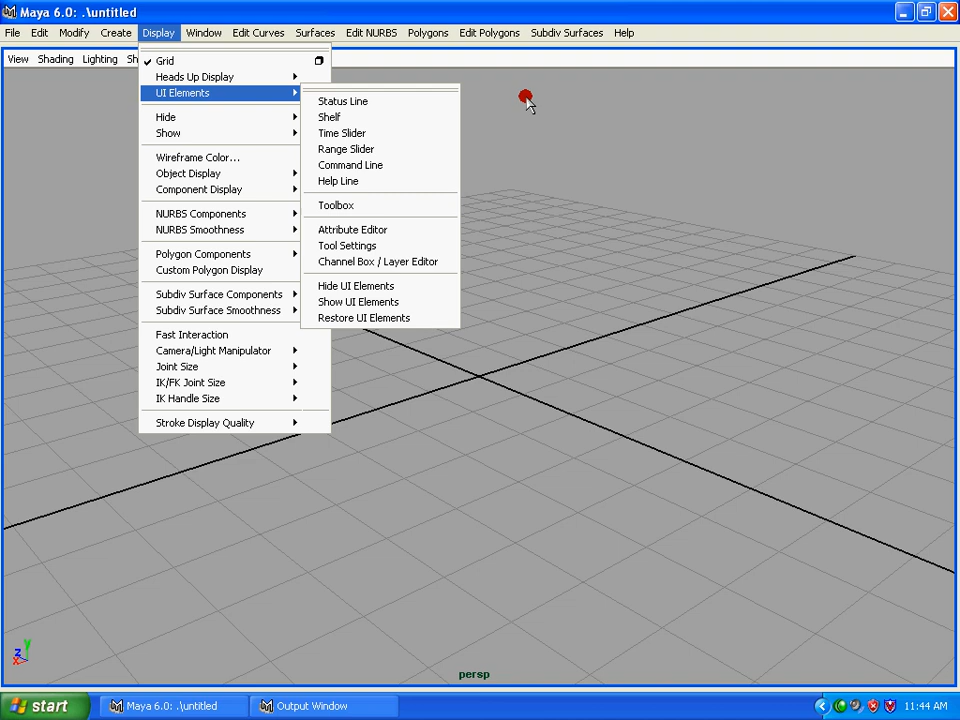 Maya 6.0: .\untitled
File Edit Modify Create Display Window Edit Curves Surfaces Edit NURBS Polygons Edit Polygons Subdiv Surfaces Help
View Shading Lighting Sh
Grid
Heads Up Display
UI Elements
Hide
Show
Wireframe Color...
Object Display
Component Display
NURBS Components
NURBS Smoothness
Polygon Components
Custom Polygon Display
Subdiv Surface Components
Subdiv Surface Smoothness
Fast Interaction
Camera/Light Manipulator
Joint Size
IK/FK Joint Size
IK Handle Size
Stroke Display Quality
Status Line
Shelf
Time Slider
Range Slider
Command Line
Help Line
Toolbox
Attribute Editor
Tool Settings
Channel Box / Layer Editor
Hide UI Elements
Show UI Elements
Restore UI Elements
y
z
x
persp
start Maya 6.0: .\untitled Output Window 11:44 AM